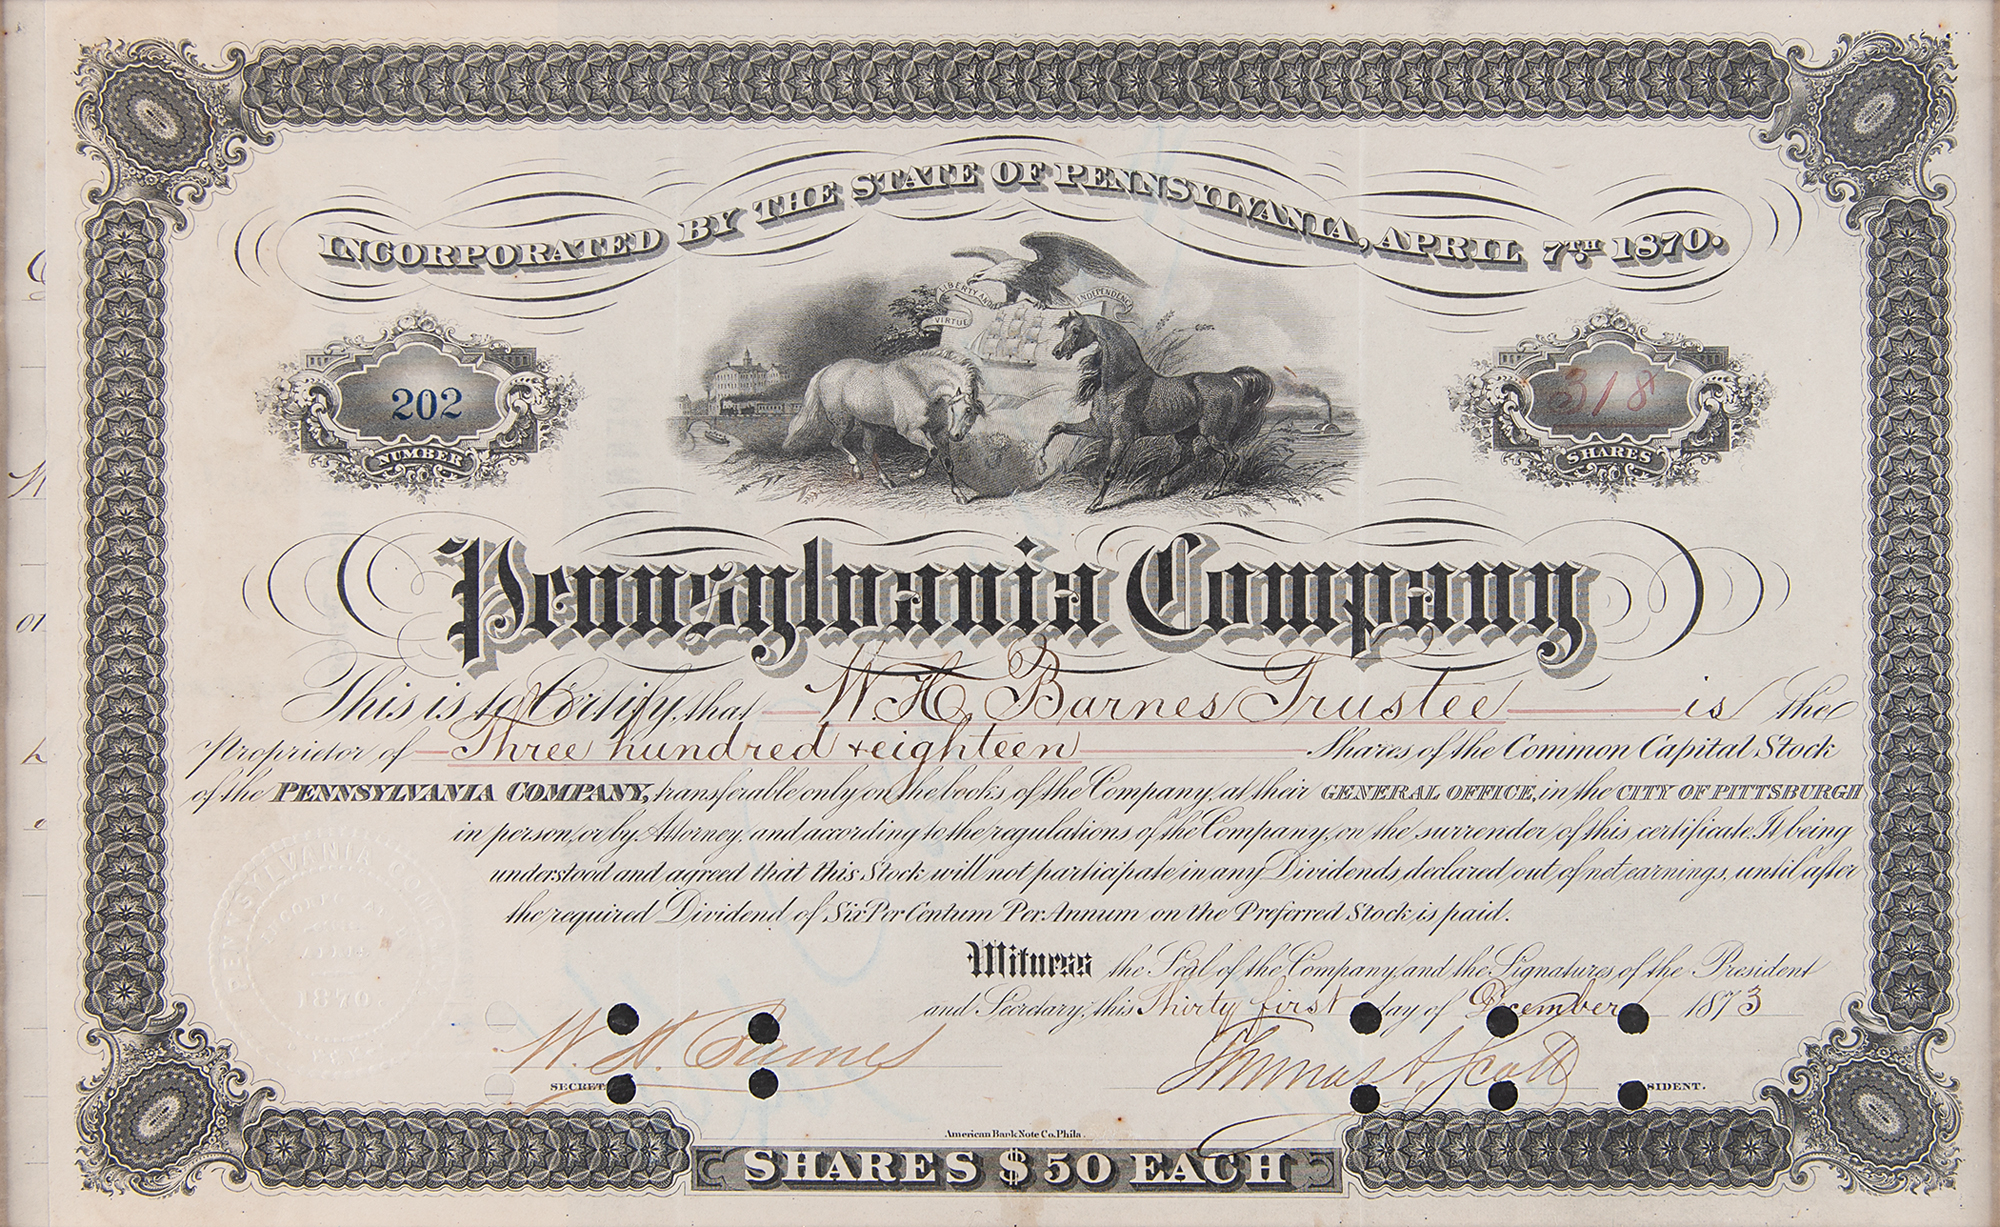 INCORPORATED BY THE STATE OF PENNSYLVANIA, APRIL 7TH 1870.
LIBERTY AND
VIRTUE
INDEPENDENCE
202
NUMBER
318
SHARES
Pennsylvania Company
This is to Certify, that W. H. Barnes Trustee is the
Proprietor of Three hundred + eighteen Shares of the Common Capital Stock
of the PENNSYLVANIA COMPANY, transferable only on the books of the Company, at their GENERAL OFFICE, in the CITY OF PITTSBURGH
in person, or by Attorney, and according to the regulations of the Company, on the surrender of this certificate. It being
understood and agreed that this Stock will not participate in any Dividends, declared out of net earnings, until after
the required Dividend of Six Per Centum Per Annum on the Preferred Stock is paid.
Witness the Seal of the Company, and the Signatures of the President
and Secretary, this Thirty first day of December 1873
PENNSYLVANIA COMPANY
1870.
W. H. Barnes
Thomas A. Scott
SECRET
SIDENT.
American Bank Note Co. Phila.
SHARES $50 EACH